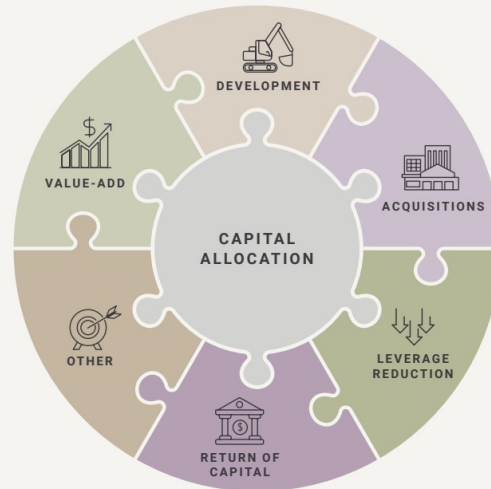 DEVELOPMENT
$
VALUE-ADD
ACQUISITIONS
CAPITAL
ALLOCATION
OTHER
LEVERAGE
REDUCTION
$
RETURN OF
CAPITAL